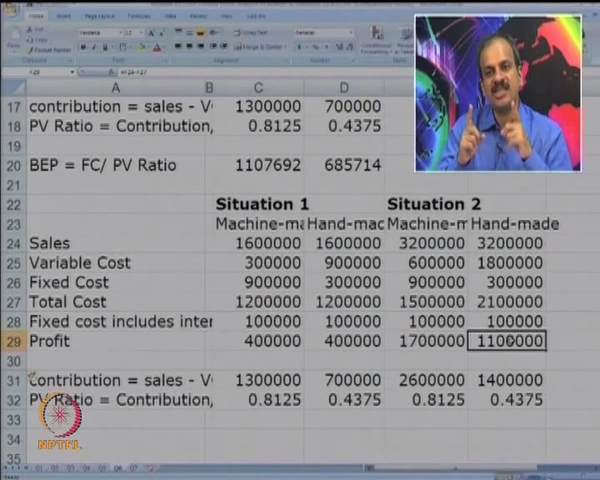 A B C D
17 contribution = sales - V 1300000 700000
18 PV Ratio = Contribution, 0.8125 0.4375
19
20 BEP = FC/ PV Ratio 1107692 685714
21
22 Situation 1 Situation 2
23 Machine-ma Hand-mac Machine-m Hand-made
24 Sales 1600000 1600000 3200000 3200000
25 Variable Cost 300000 900000 600000 1800000
26 Fixed Cost 900000 300000 900000 300000
27 Total Cost 1200000 1200000 1500000 2100000
28 Fixed cost includes inter 100000 100000 100000 100000
29 Profit 400000 400000 1700000 1100000
30
31 contribution = sales - V 1300000 700000 2600000 1400000
32 PV Ratio = Contribution, 0.8125 0.4375 0.8125 0.4375
33
34
35
NPTEL